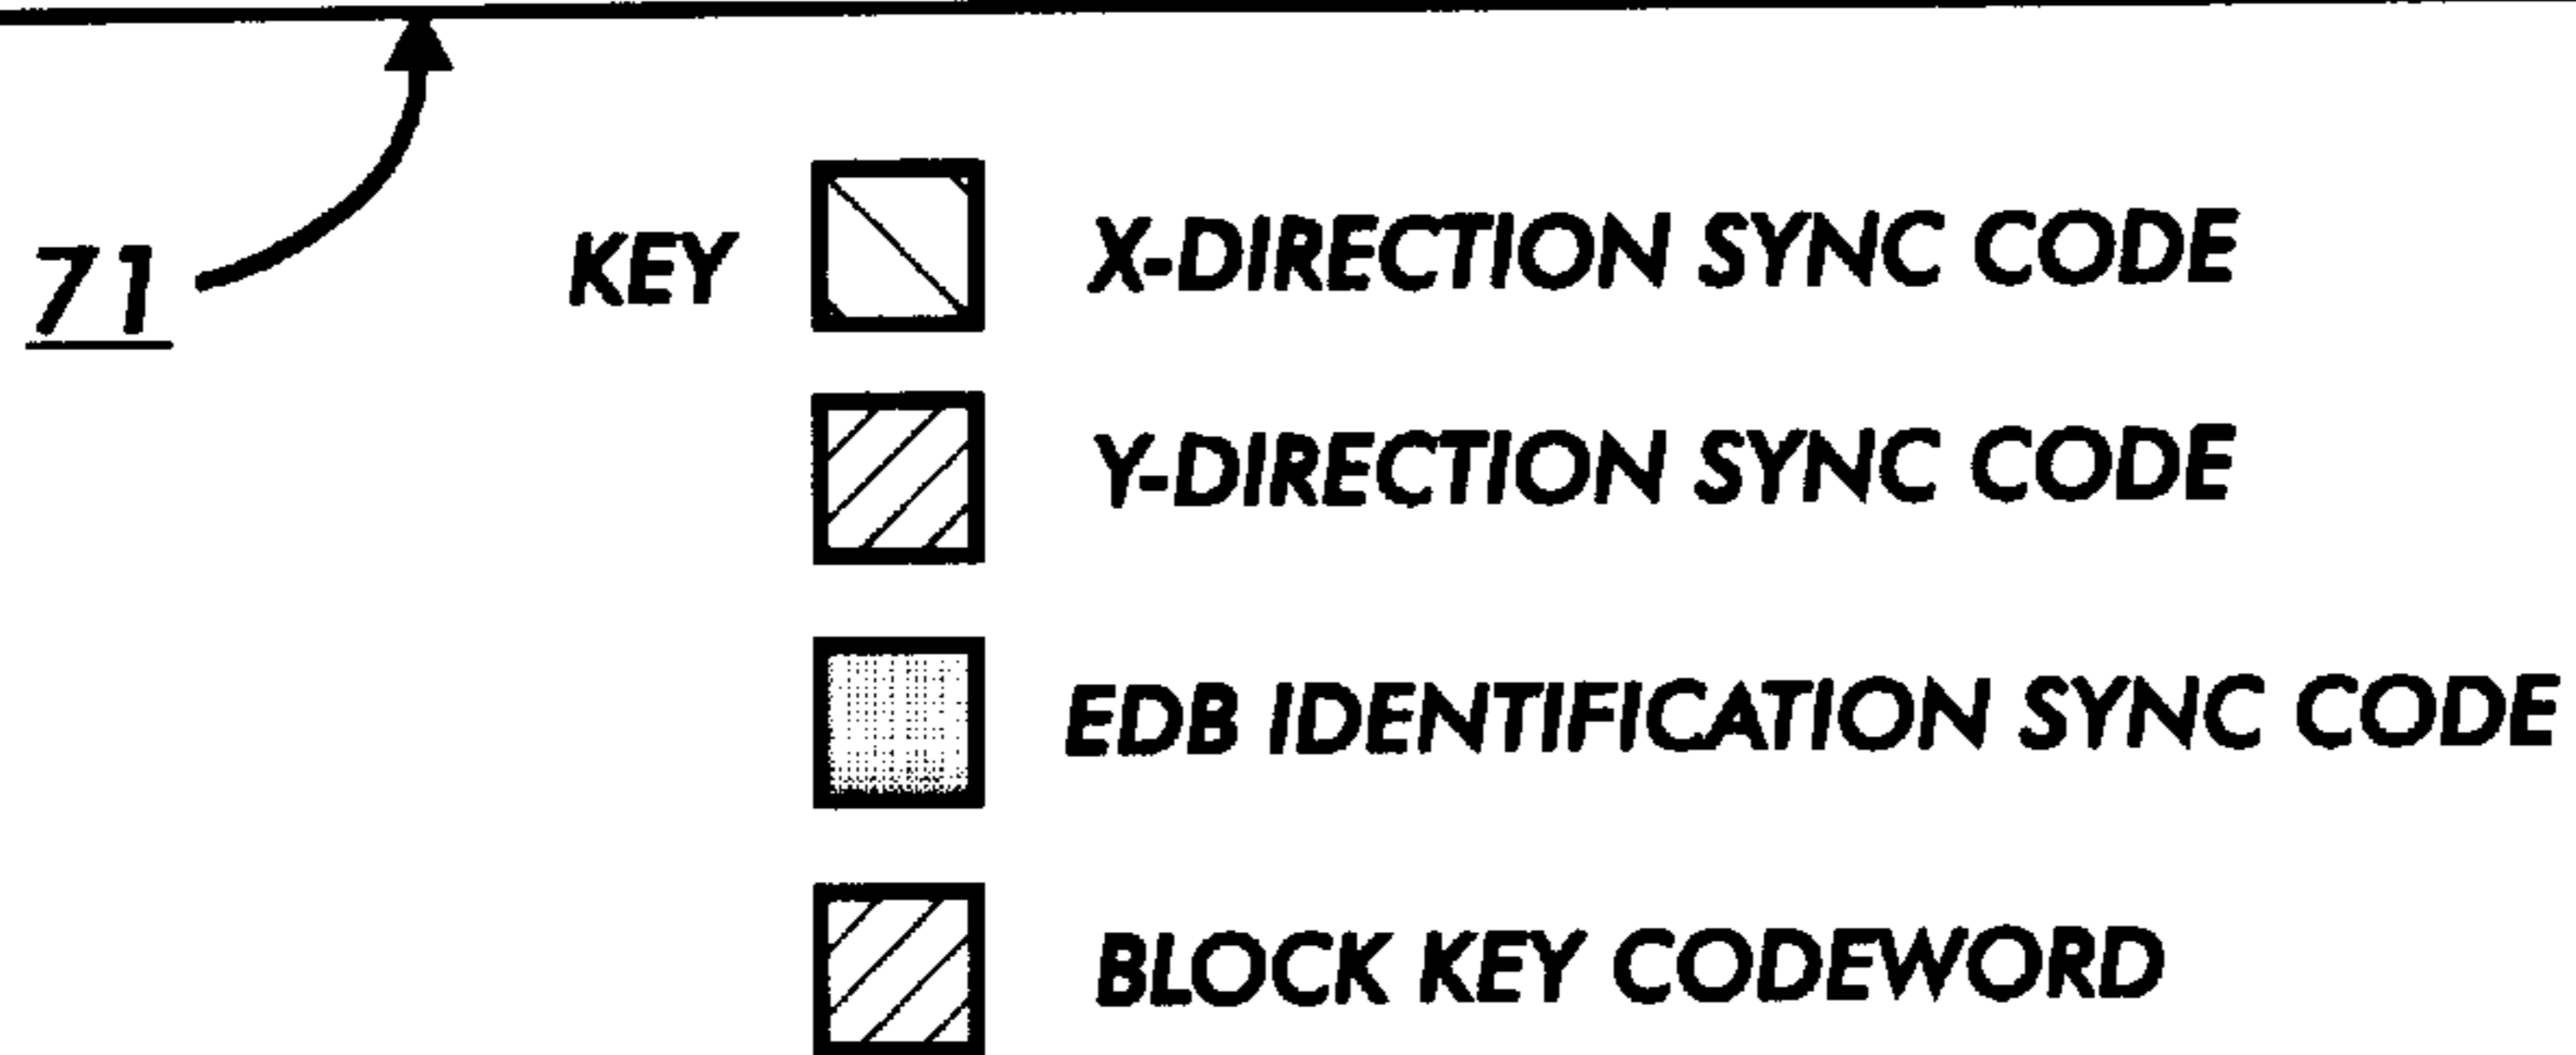 71
KEY X-DIRECTION SYNC CODE
Y-DIRECTION SYNC CODE
EDB IDENTIFICATION SYNC CODE
BLOCK KEY CODEWORD